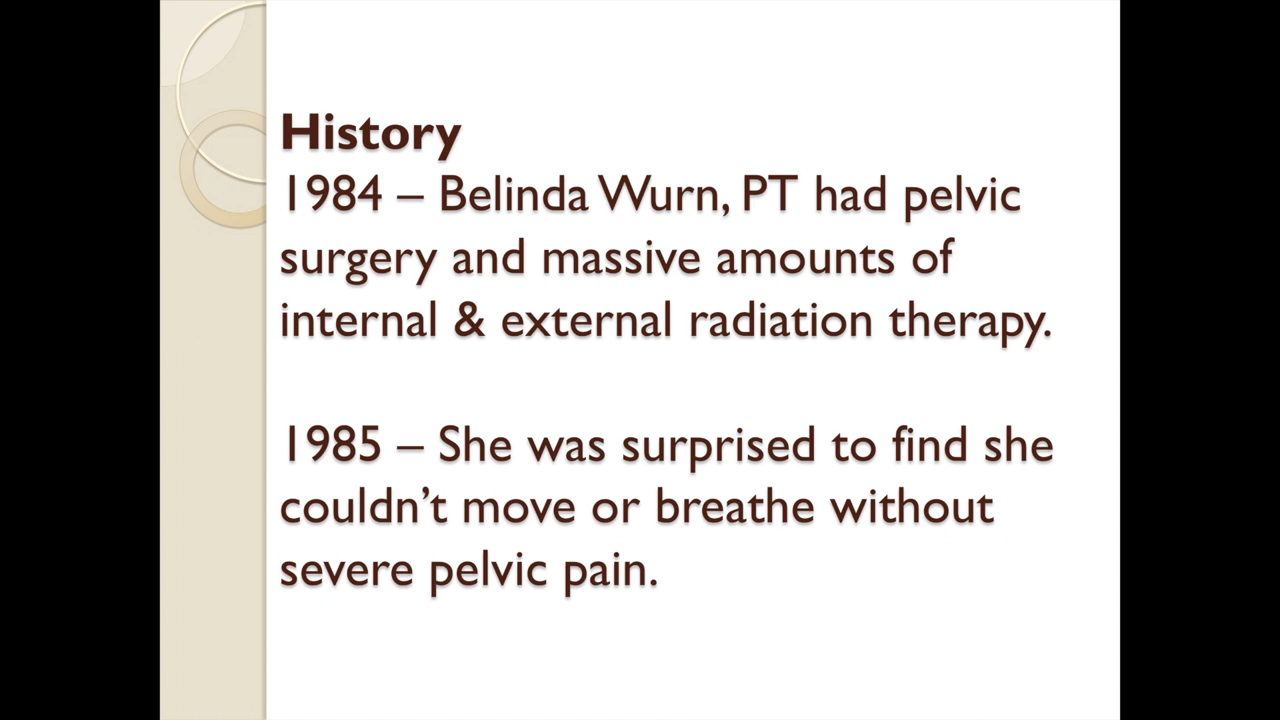 History
1984 – Belinda Wurn, PT had pelvic
surgery and massive amounts of
internal & external radiation therapy.
1985 – She was surprised to find she
couldn’t move or breathe without
severe pelvic pain.